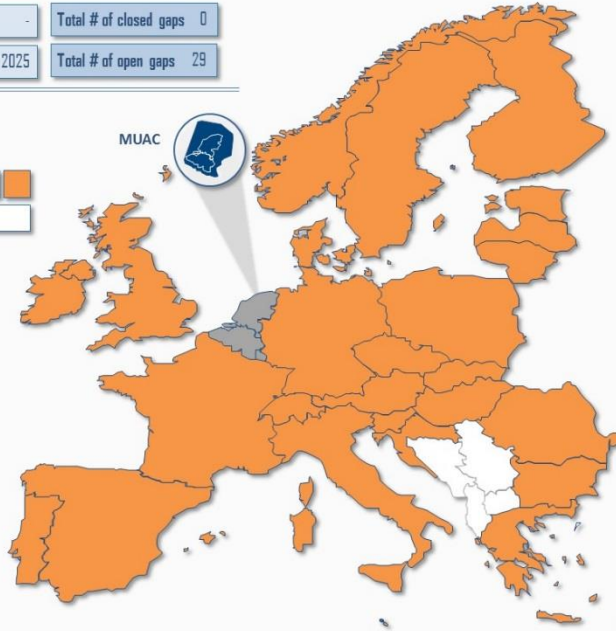 -
Total # of closed gaps 0
2025
Total # of open gaps 29
MUAC